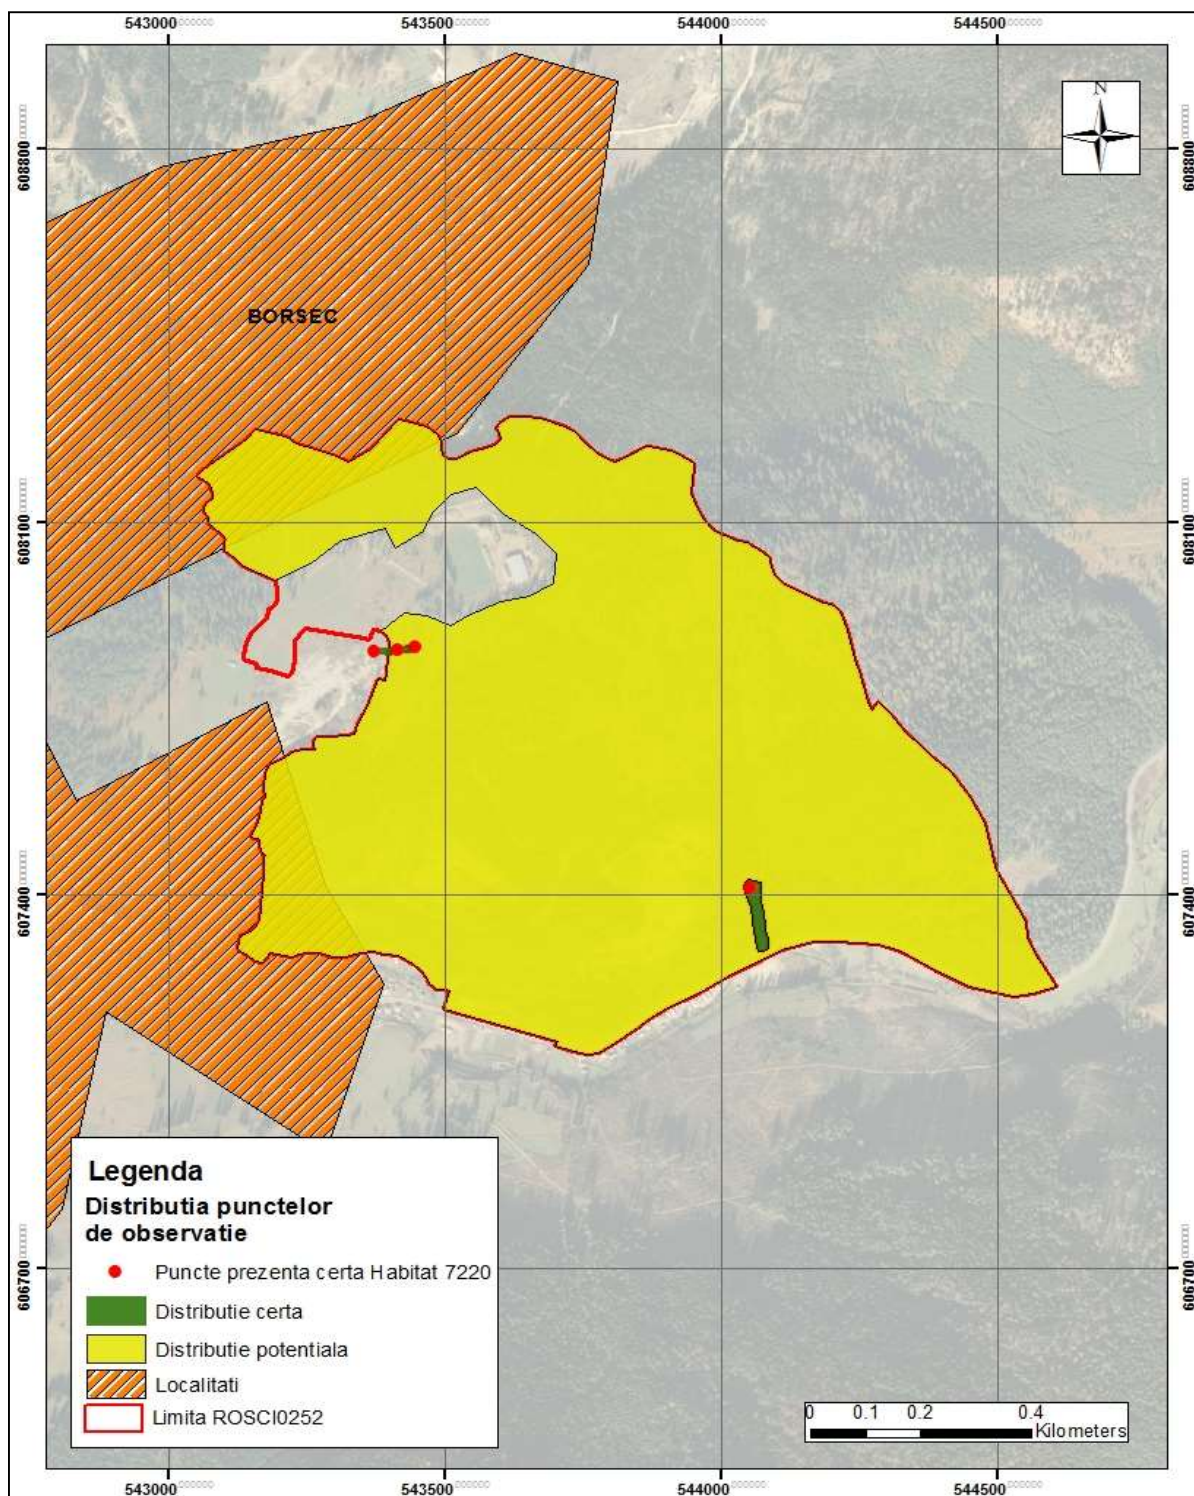 543000 543500 544000 544500
N
608800 608800
BORSEC
608100 608100
607400 607400
Legenda
Distributia punctelor
de observatie
Puncte prezenta certa Habitat 7220
606700 606700
Distributie certa
Distributie potentiala
Localitati
Limita ROSCI0252
0 0.1 0.2 0.4
Kilometers
543000 543500 544000 544500